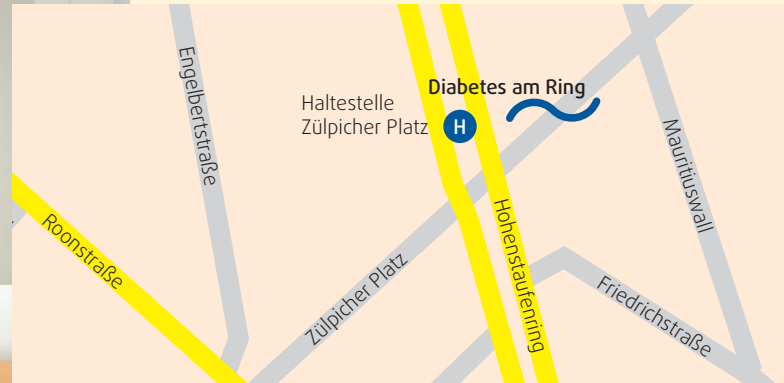 Engelbertstraße
Diabetes am Ring
Haltestelle
Zülpicher Platz
H
Mauritiuswall
Roonstraße
Hohenstaufenring
Zülpicher Platz
Friedrichstraße